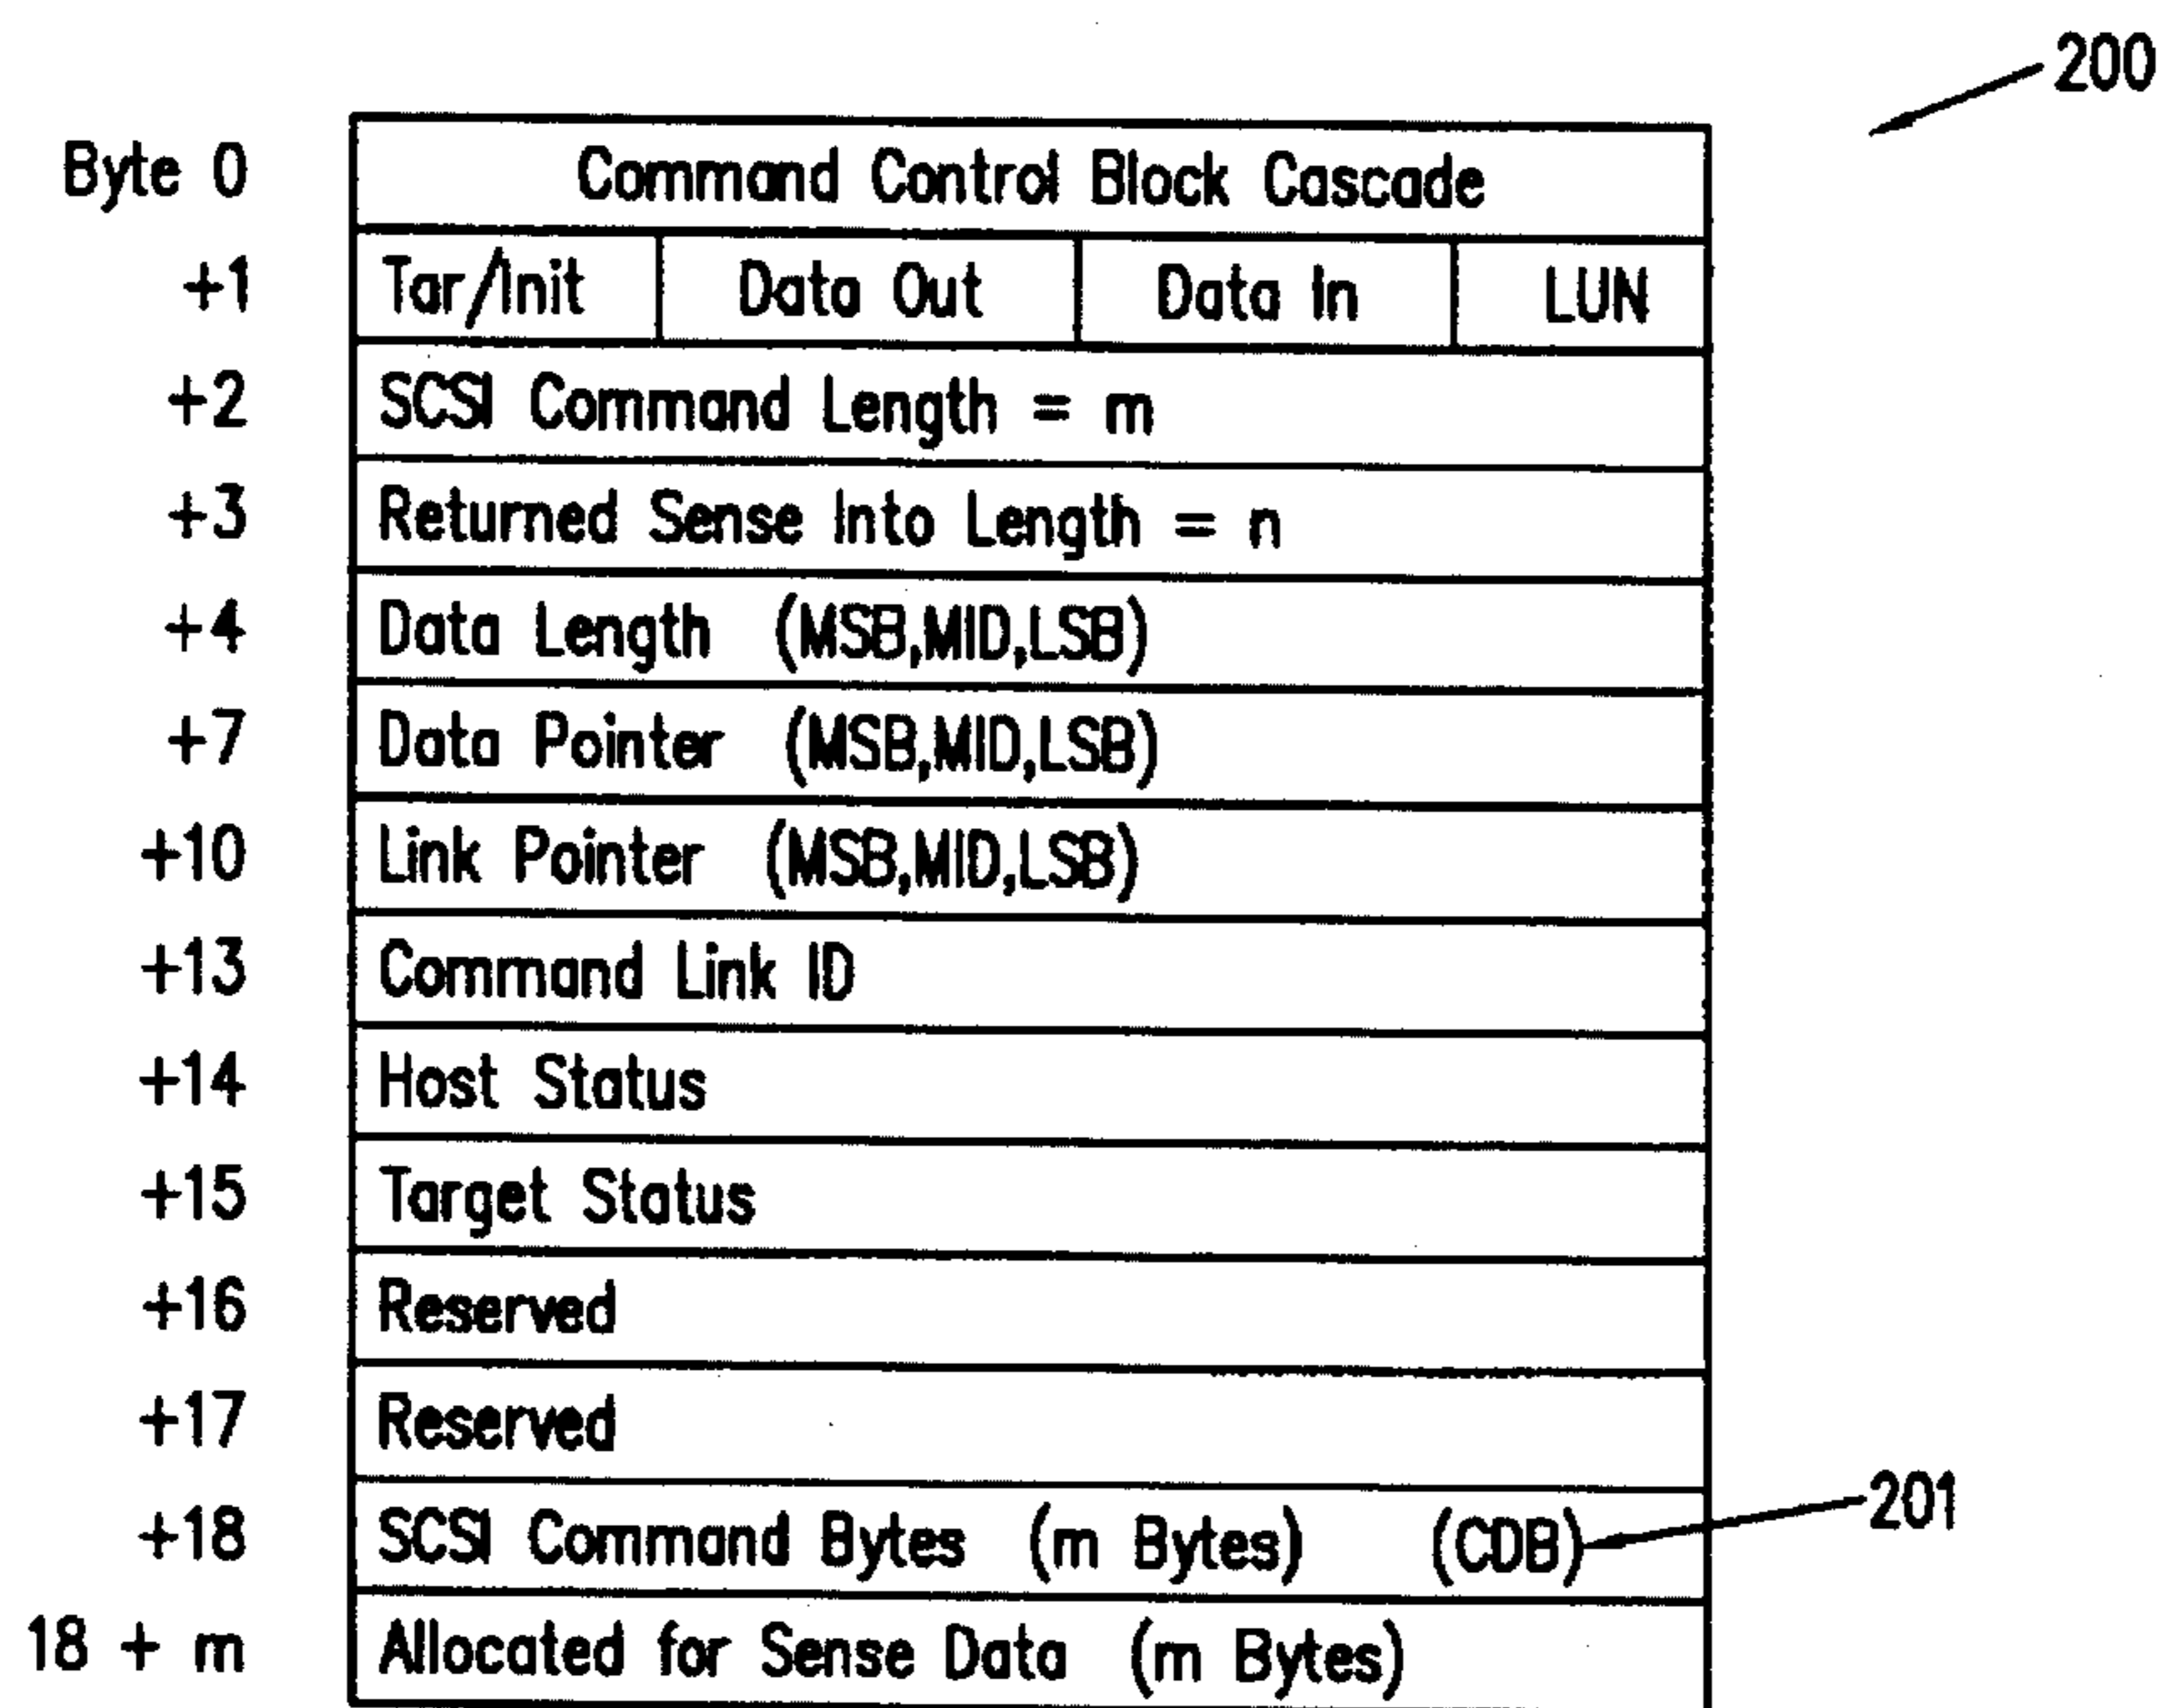 200
Byte 0 Command Control Block Cascade
+1 Tar/Init Data Out Data In LUN
+2 SCSI Command Length = m
+3 Returned Sense Into Length = n
+4 Data Length (MSB,MID,LSB)
+7 Data Pointer (MSB,MID,LSB)
+10 Link Pointer (MSB,MID,LSB)
+13 Command Link ID
+14 Host Status
+15 Target Status
+16 Reserved
+17 Reserved
+18 SCSI Command Bytes (m Bytes) (CDB) 201
18 + m Allocated for Sense Data (m Bytes)